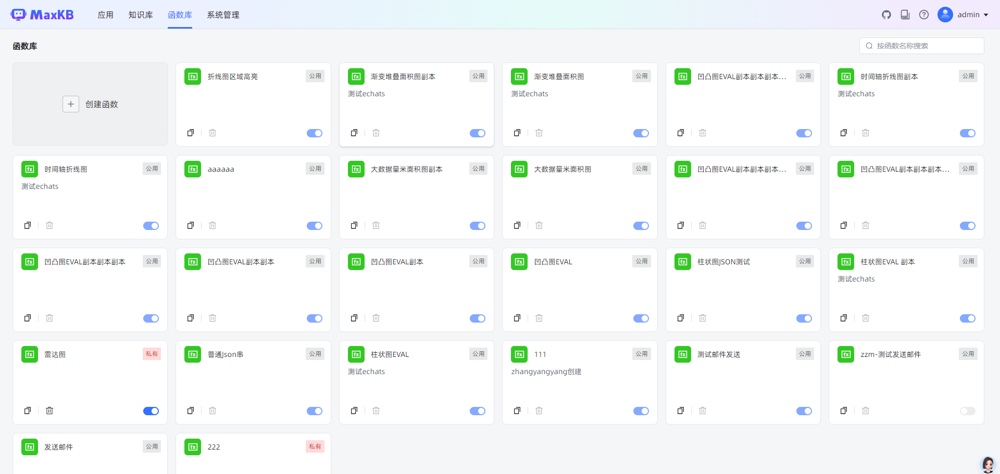 MaxKB
应用
知识库
函数库
系统管理
admin
函数库
按函数名称搜索
创建函数
折线图区域高亮
公用
渐变堆叠面积图副本
公用
测试echats
渐变堆叠面积图
公用
测试echats
凹凸图EVAL副本副本副本...
公用
时间轴折线图副本
公用
测试echats
时间轴折线图
公用
测试echats
aaaaaa
公用
大数据量米面积图副本
公用
大数据量米面积图
公用
凹凸图EVAL副本副本副本...
公用
凹凸图EVAL副本副本副本...
公用
凹凸图EVAL副本副本副本
公用
凹凸图EVAL副本副本
公用
凹凸图EVAL副本
公用
凹凸图EVAL
公用
柱状图JSON测试
公用
柱状图EVAL 副本
公用
测试echats
雷达图
私有
普通Json串
公用
柱状图EVAL
公用
测试echats
111
公用
zhangyangyang创建
测试邮件发送
公用
zzm-测试发送邮件
公用
发送邮件
公用
222
私有